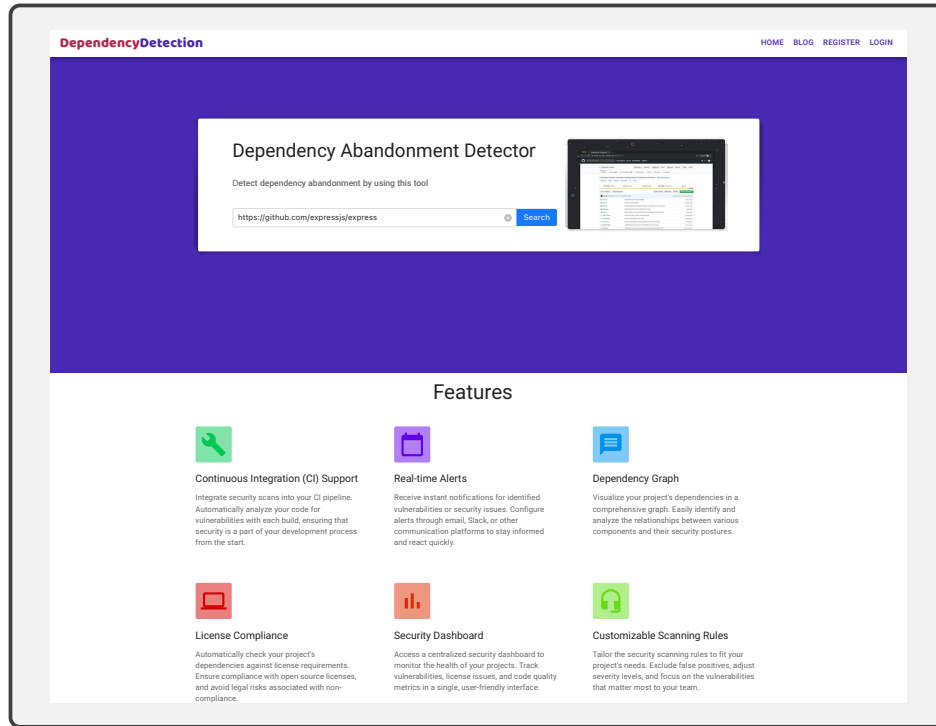 DependencyDetection
HOME BLOG REGISTER LOGIN
Dependency Abandonment Detector
Detect dependency abandonment by using this tool
https://github.com/expressjs/express
Search
Features
Continuous Integration (CI) Support
Integrate security scans into your CI pipeline.
Automatically analyze your code for
vulnerabilities with each build, ensuring that
security is a part of your development process
from the start.
Real-time Alerts
Receive instant notifications for identified
vulnerabilities or security issues. Configure
alerts through email, Slack, or other
communication platforms to stay informed
and react quickly.
Dependency Graph
Visualize your project's dependencies in a
comprehensive graph. Easily identify and
analyze the relationships between various
components and their security postures.
License Compliance
Automatically check your project's
dependencies against license requirements.
Ensure compliance with open source licenses,
and avoid legal risks associated with non-
compliance.
Security Dashboard
Access a centralized security dashboard to
monitor the health of your projects. Track
vulnerabilities, license issues, and code quality
metrics in a single, user-friendly interface.
Customizable Scanning Rules
Tailor the security scanning rules to fit your
project's needs. Exclude false positives, adjust
severity levels, and focus on the vulnerabilities
that matter most to your team.